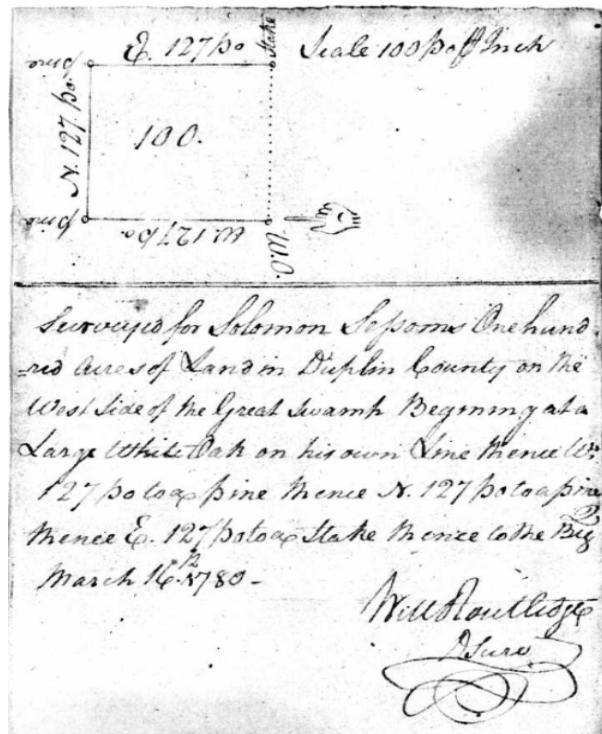 E. 127 po
Stake
Scale 100 po ℔ Inch
pine
N. 127. po.
100.
pine
W. 127 po.
W.O.
Surveyed for Solomon Sessoms One hund
=red Acres of Land in Duplin County on the
West Side of the Great Swamp Begining at a
Large White Oak on his own Line thence Wt.
127 po to a pine thence N. 127 po to a pine
thence E. 127 po to a Stake thence to the Beg
March 16th. 1780 -
Will Routledge
D Surv